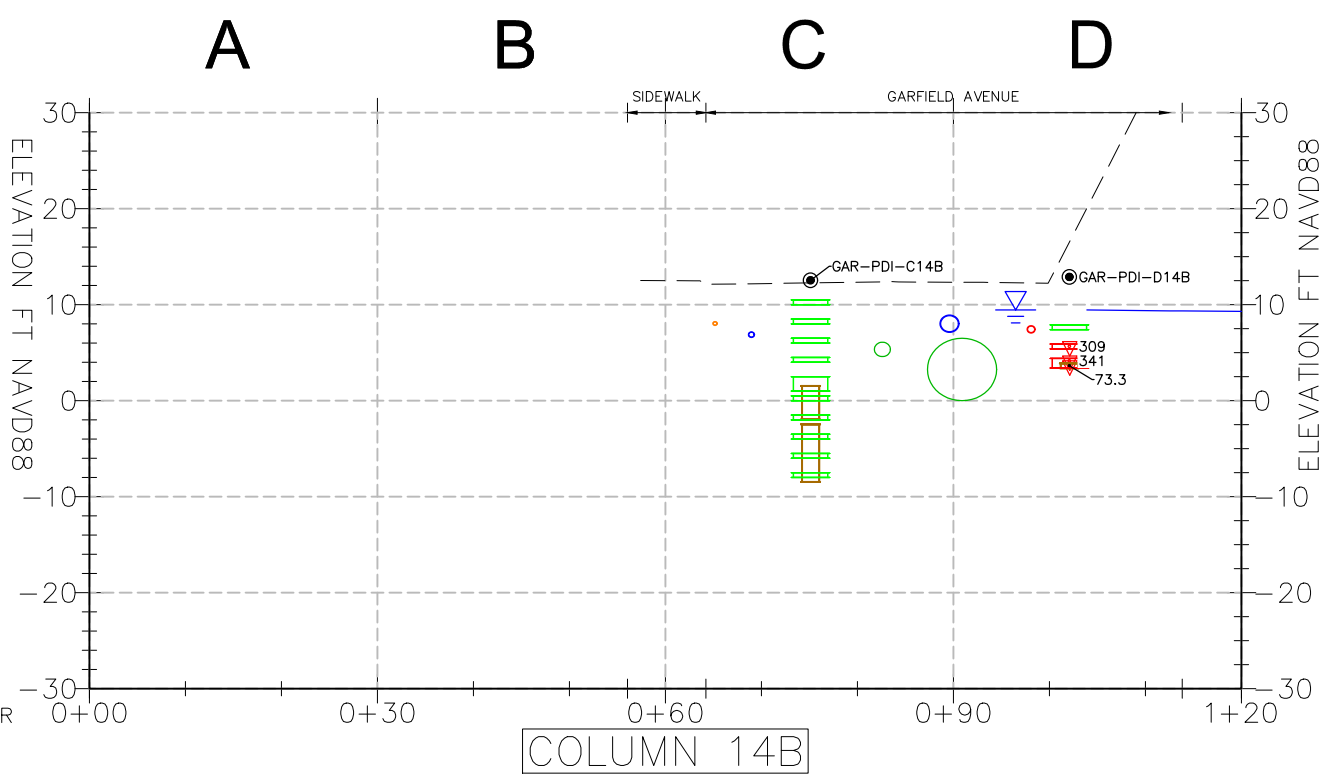 A B C D
SIDEWALK GARFIELD AVENUE
30 30
20 20
GAR-PDI-C14B GAR-PDI-D14B
10 10
309
341
73.3
0 0
-10 -10
-20 -20
-30 -30
ELEVATION FT NAVD88
ELEVATION FT NAVD88
R 0+00 0+30 0+60 0+90 1+20
COLUMN 14B